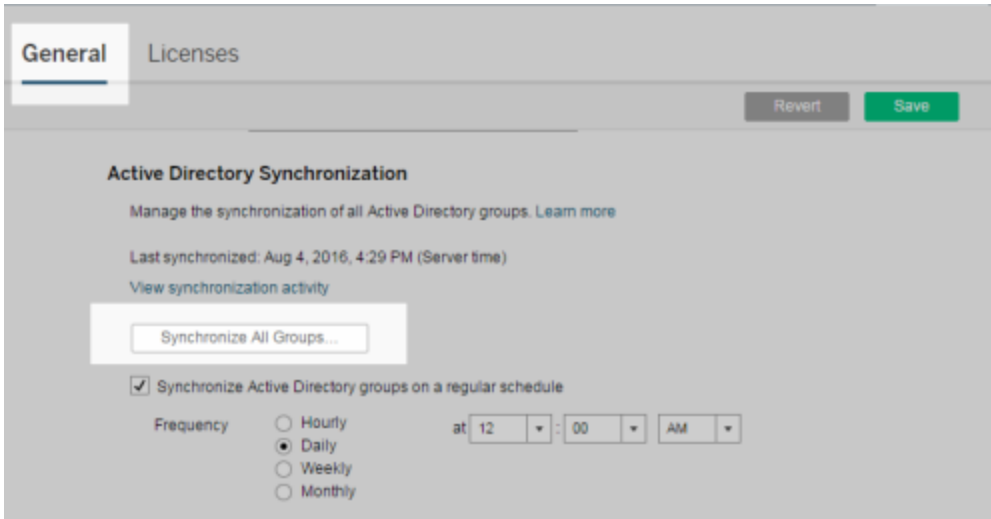 General Licenses
Revert Save
Active Directory Synchronization
Manage the synchronization of all Active Directory groups. Learn more
Last synchronized: Aug 4, 2016, 4:29 PM (Server time)
View synchronization activity
Synchronize All Groups...
Synchronize Active Directory groups on a regular schedule
Frequency Hourly at 12 : 00 AM
Daily
Weekly
Monthly